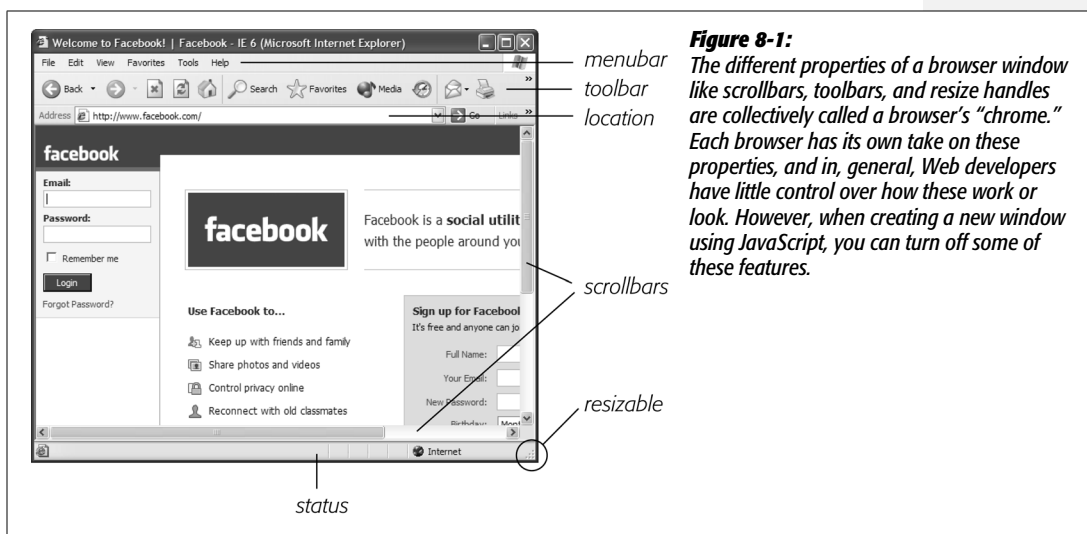 Welcome to Facebook! | Facebook - IE 6 (Microsoft Internet Explorer)
File Edit View Favorites Tools Help
Back Search Favorites Media
Address http://www.facebook.com/ Go Links
facebook
Email:
Password:
Remember me
Login
Forgot Password?
facebook
Facebook is a social utilit
with the people around you
Use Facebook to...
Keep up with friends and family
Share photos and videos
Control privacy online
Reconnect with old classmates
Sign up for Facebool
It's free and anyone can jo
Full Name:
Your Email:
New Password:
Birthday: Mont
Internet
menubar
toolbar
location
scrollbars
resizable
status
Figure 8-1:
The different properties of a browser window
like scrollbars, toolbars, and resize handles
are collectively called a browser's “chrome.”
Each browser has its own take on these
properties, and in, general, Web developers
have little control over how these work or
look. However, when creating a new window
using JavaScript, you can turn off some of
these features.